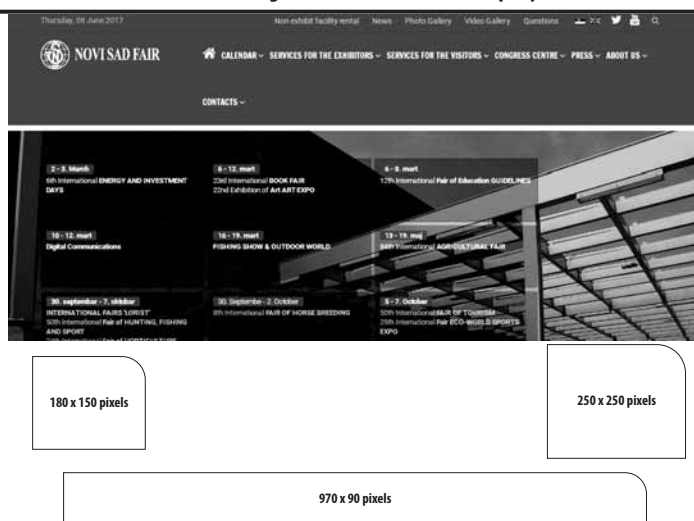 Thursday, 08 June 2017
Non exhibit facility rental News Photo Gallery Video Gallery Questions
NOVI SAD FAIR
CALENDAR SERVICES FOR THE EXHIBITORS SERVICES FOR THE VISITORS CONGRESS CENTRE PRESS ABOUT US
CONTACTS
2 - 3. March
6th International ENERGY AND INVESTMENT
DAYS
6 - 12. mart
23rd International BOOK FAIR
22nd Exhibition of Art ART EXPO
6 - 8. mart
12th International Fair of Education GUIDELINES
10 - 12. mart
Digital Communications
16 - 19. mart
FISHING SHOW & OUTDOOR WORLD
13 - 19. maj
84th International AGRICULTURAL FAIR
30. septembar - 7. oktobar
INTERNATIONAL FAIRS 'LORIST'
50th International Fair of HUNTING, FISHING
AND SPORT
30. Septembe - 2. October
8th International FAIR OF HORSE BREEDING
5 - 7. October
50th International FAIR OF TOURISM
25th International Fair ECO-WORLD SPORTS
EXPO
180 x 150 pixels
250 x 250 pixels
970 x 90 pixels